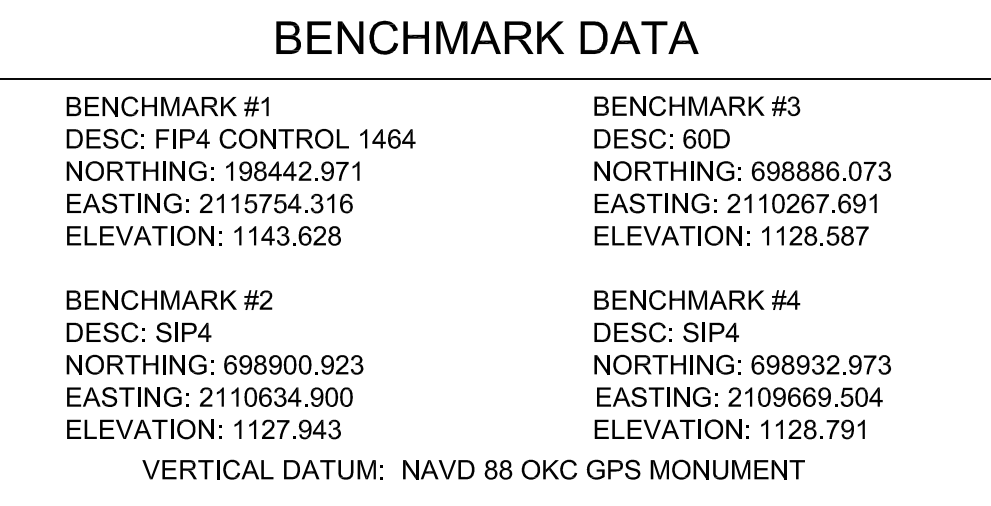 BENCHMARK DATA
BENCHMARK #1
DESC: FIP4 CONTROL 1464
NORTHING: 198442.971
EASTING: 2115754.316
ELEVATION: 1143.628
BENCHMARK #2
DESC: SIP4
NORTHING: 698900.923
EASTING: 2110634.900
ELEVATION: 1127.943
BENCHMARK #3
DESC: 60D
NORTHING: 698886.073
EASTING: 2110267.691
ELEVATION: 1128.587
BENCHMARK #4
DESC: SIP4
NORTHING: 698932.973
EASTING: 2109669.504
ELEVATION: 1128.791
VERTICAL DATUM: NAVD 88 OKC GPS MONUMENT